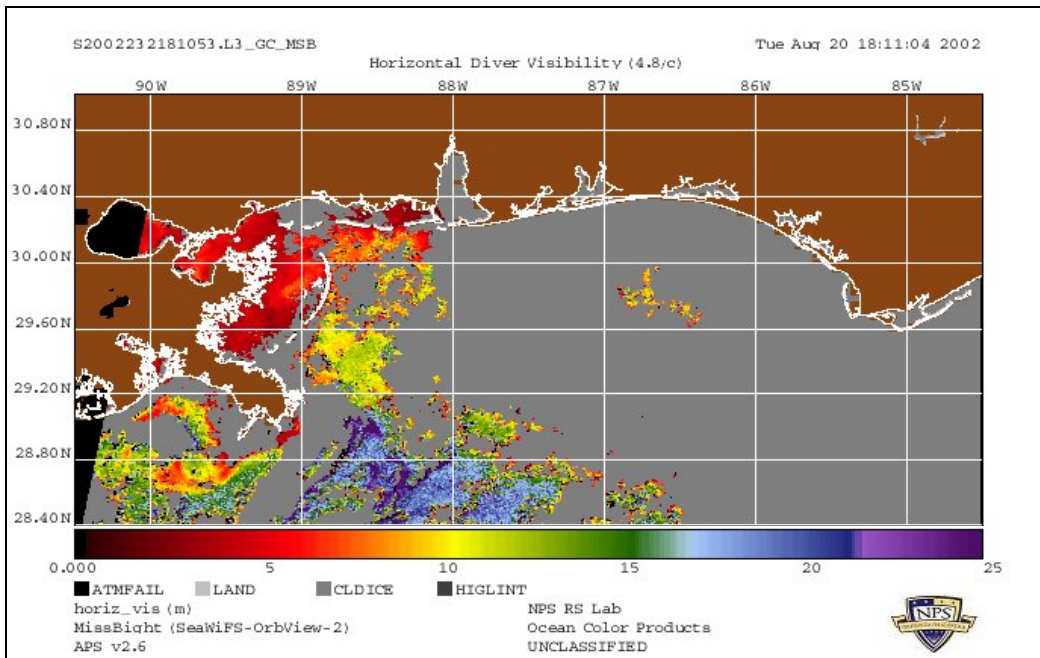 S2002232181053.L3_GC_MSB Tue Aug 20 18:11:04 2002
Horizontal Diver Visibility (4.8/c)
90W 89W 88W 87W 86W 85W
30.80N
30.40N
30.00N
29.60N
29.20N
28.80N
28.40N
0.000 5 10 15 20 25
ATMFAIL LAND CLDICE HIGLINT
horiz_vis (m) NPS RS Lab
MissBight (SeaWiFS-OrbView-2) Ocean Color Products
APS v2.6 UNCLASSIFIED
NPS